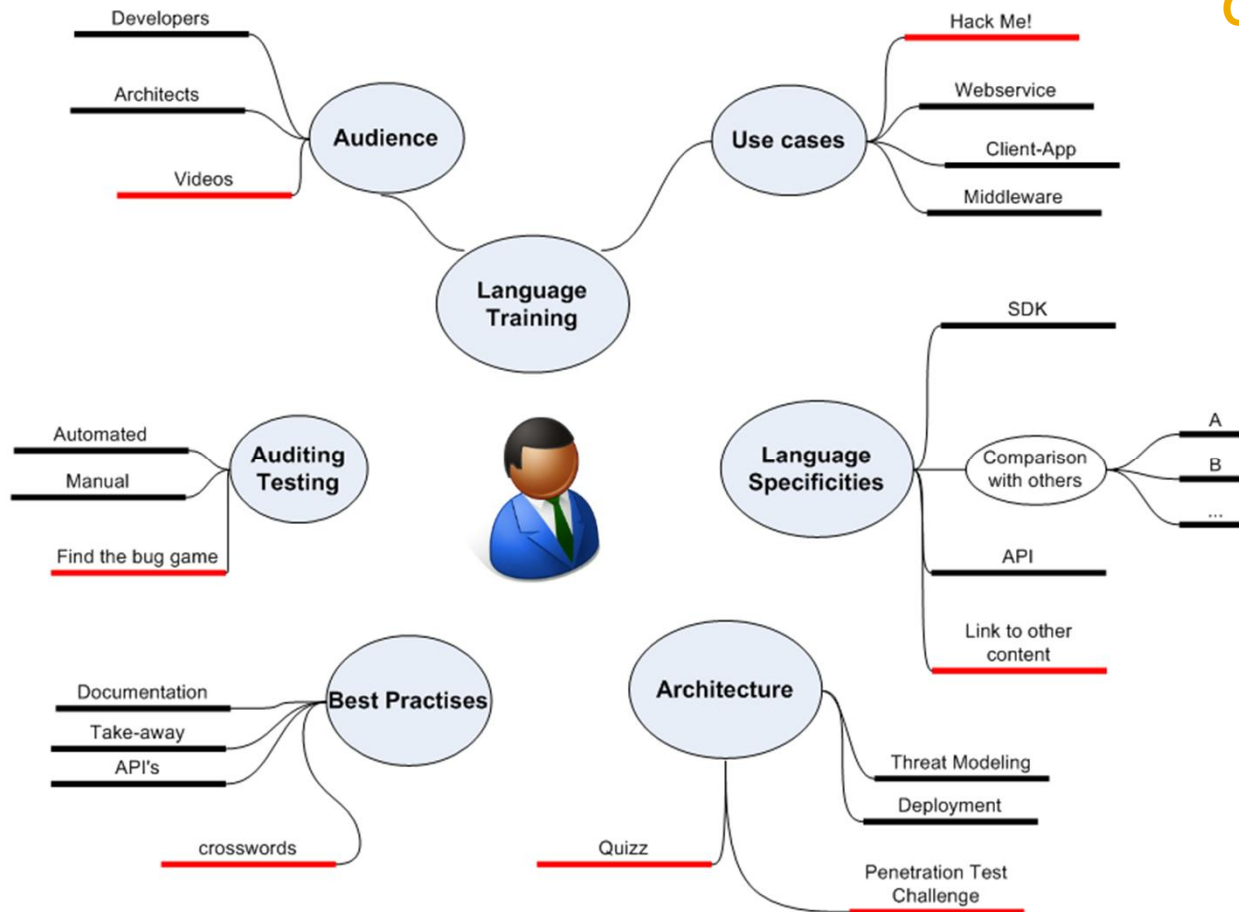 Developers
Architects
Videos
Audience
Hack Me!
Webservice
Client-App
Middleware
Use cases
Language
Training
SDK
Language
Specificities
Comparison
with others
A
B
...
API
Link to other
content
Automated
Manual
Find the bug game
Auditing
Testing
Documentation
Take-away
API's
crosswords
Best Practises
Architecture
Threat Modeling
Deployment
Quizz
Penetration Test
Challenge